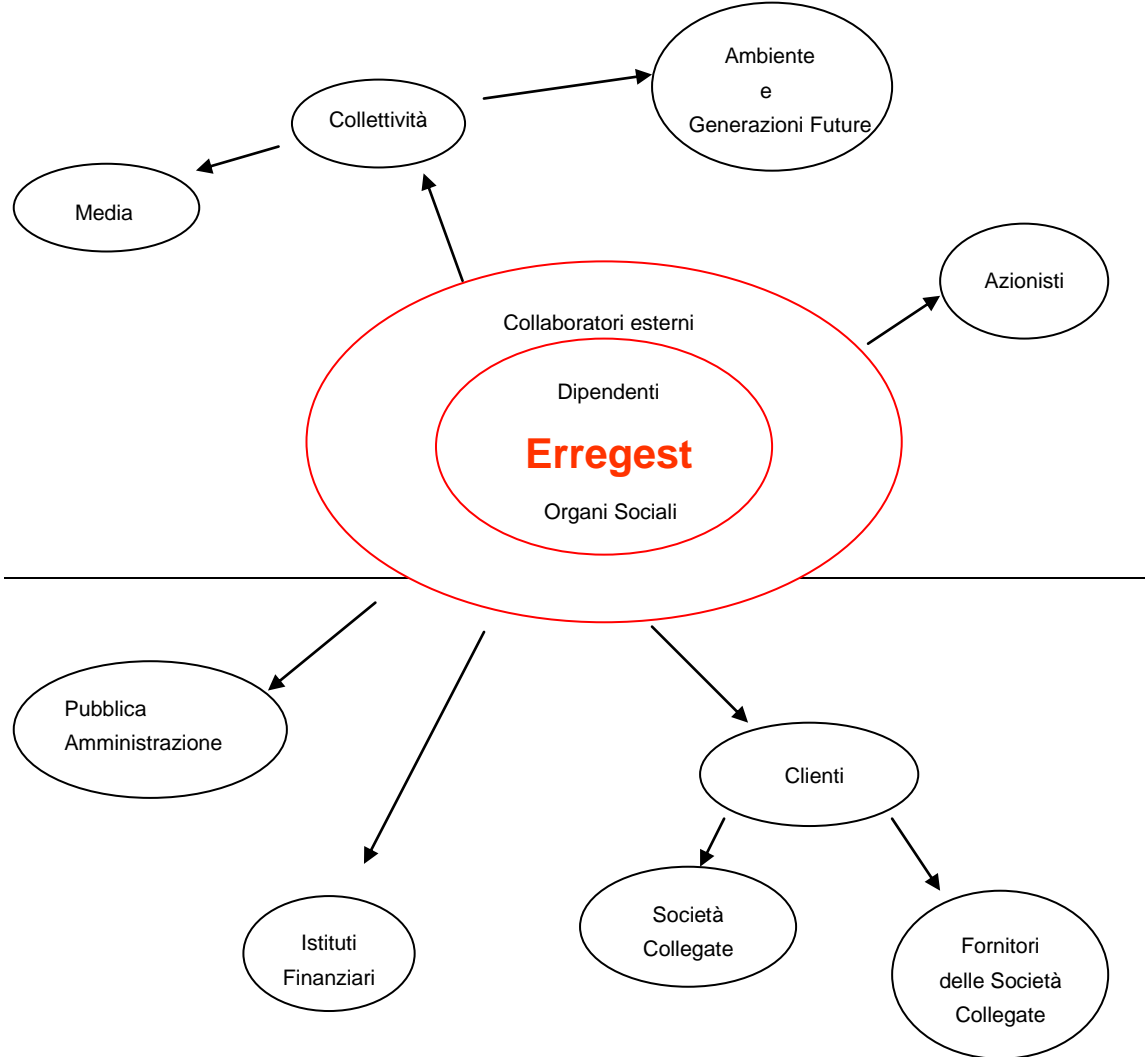 Ambiente
e
Generazioni Future
Collettività
Media
Azionisti
Collaboratori esterni
Dipendenti
Erregest
Organi Sociali
Pubblica
Amministrazione
Clienti
Istituti
Finanziari
Società
Collegate
Fornitori
delle Società
Collegate